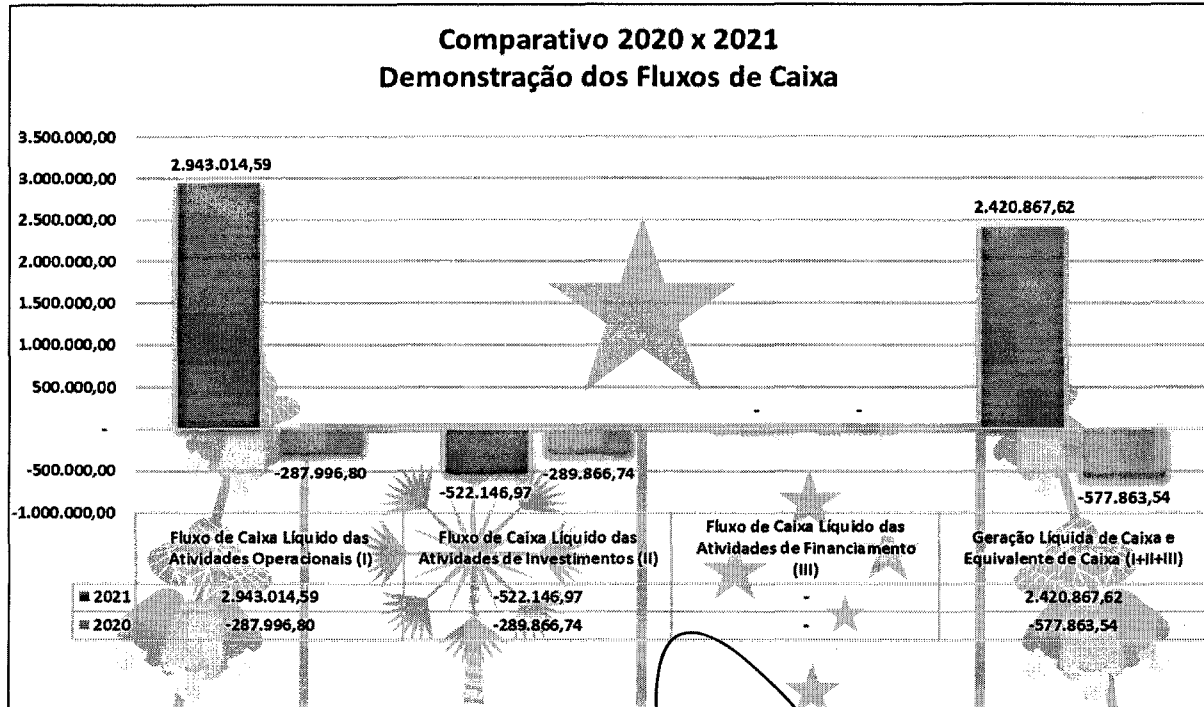 Comparativo 2020 x 2021
Demonstração dos Fluxos de Caixa
3.500.000,00
3.000.000,00
2.500.000,00
2.000.000,00
1.500.000,00
1.000.000,00
500.000,00
-
-500.000,00
-1.000.000,00
2.943.014,59
-287.996,80
-522.146,97
-289.866,74
-
-
2.420.867,62
-577.863,54
Fluxo de Caixa Líquido das Atividades Operacionais (I)
Fluxo de Caixa Líquido das Atividades de Investimentos (II)
Fluxo de Caixa Líquido das Atividades de Financiamento (III)
Geração Líquida de Caixa e Equivalente de Caixa (I+II+III)
2021 2.943.014,59 -522.146,97 - 2.420.867,62
2020 -287.996,80 -289.866,74 - -577.863,54